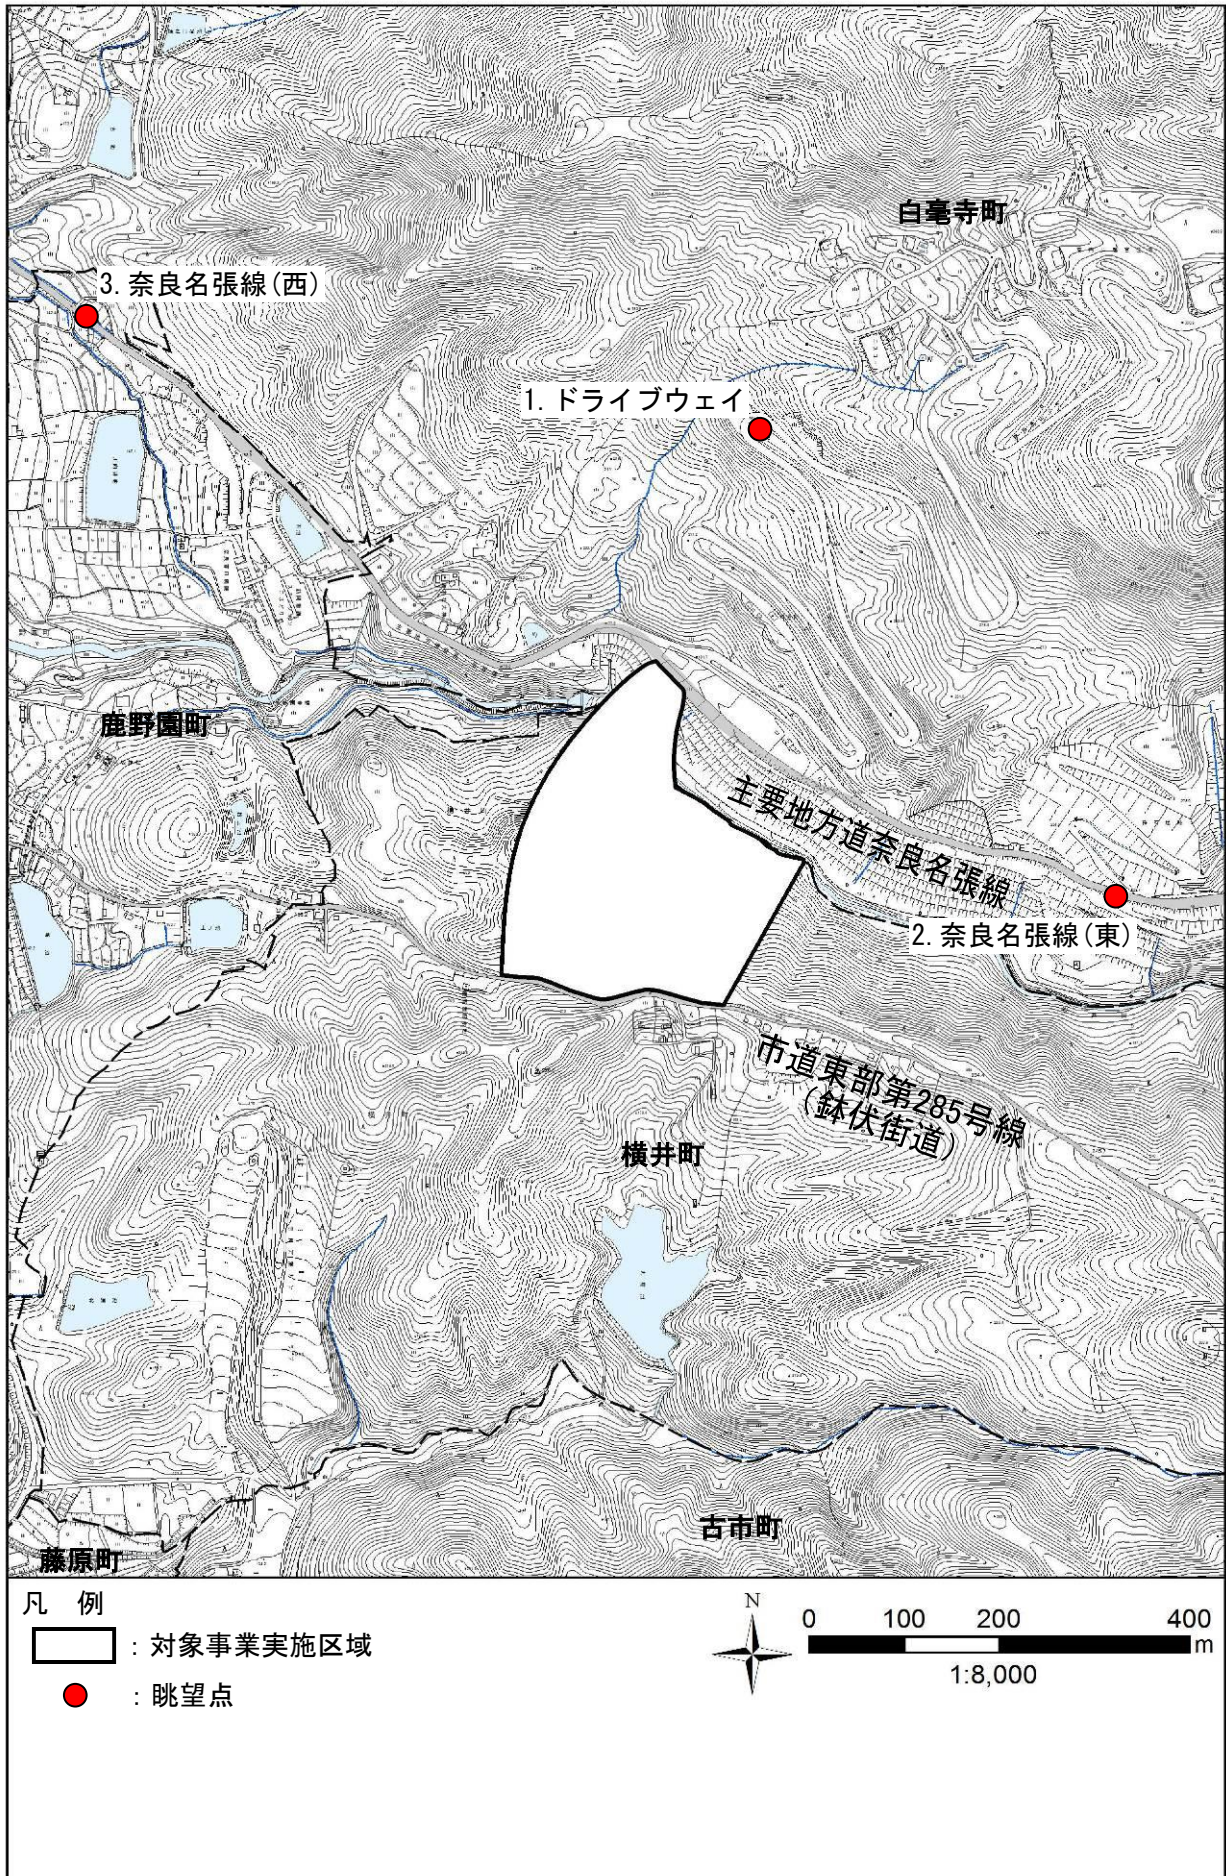 白毫寺町
3. 奈良名張線(西)
1. ドライブウェイ
鹿野園町
主要地方道奈良名張線
2. 奈良名張線(東)
市道東部第285号線
(鉢伏街道)
横井町
古市町
藤原町
凡 例
: 対象事業実施区域
: 眺望点
N
0 100 200 400
m
1:8,000